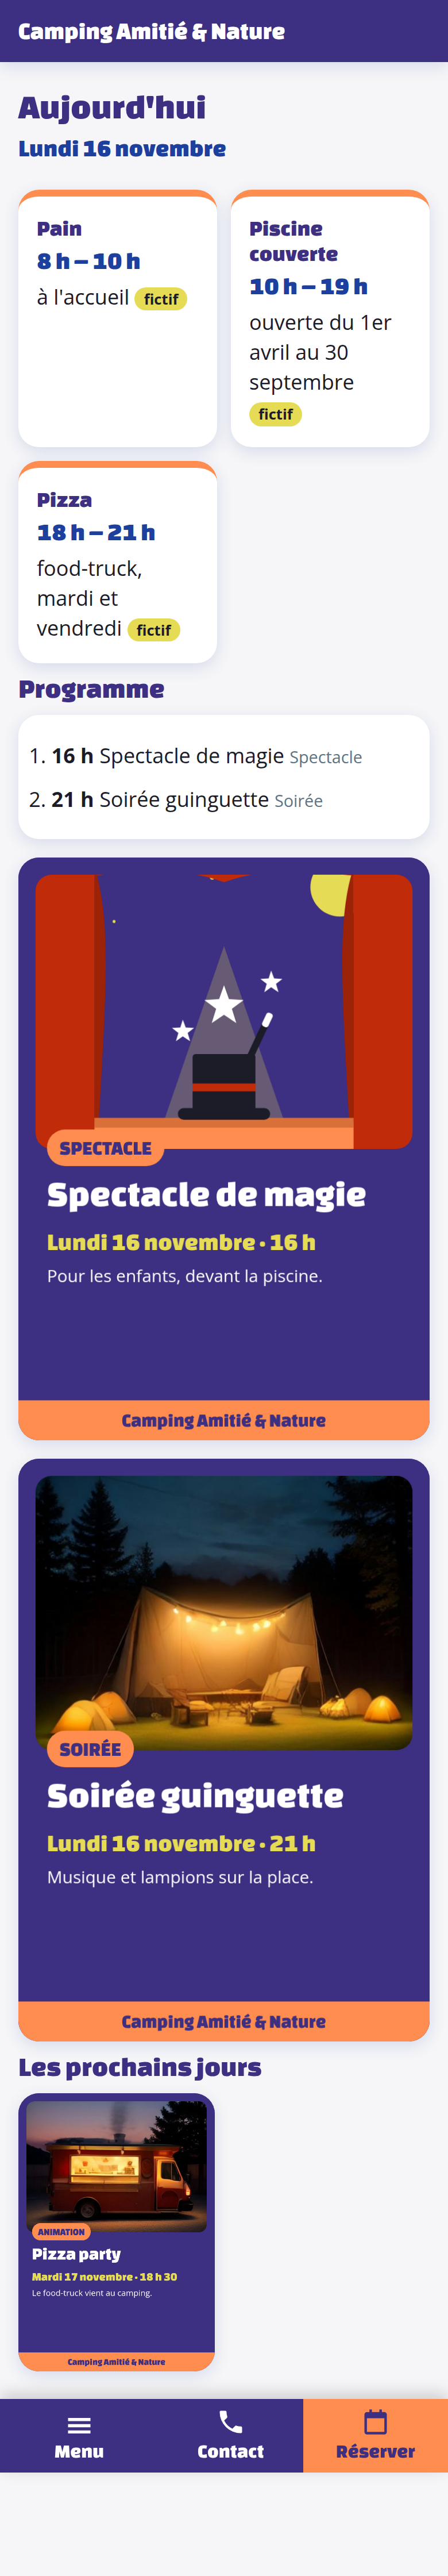 Camping Amitié & Nature
Aujourd'hui
Lundi 16 novembre
Pain
8 h – 10 h
à l'accueil fictif
Piscine
couverte
10 h – 19 h
ouverte du 1er
avril au 30
septembre
fictif
Pizza
18 h – 21 h
food-truck,
mardi et
vendredi fictif
Programme
1. 16 h Spectacle de magie Spectacle
2. 21 h Soirée guinguette Soirée
SPECTACLE
Spectacle de magie
Lundi 16 novembre · 16 h
Pour les enfants, devant la piscine.
Camping Amitié & Nature
SOIRÉE
Soirée guinguette
Lundi 16 novembre · 21 h
Musique et lampions sur la place.
Camping Amitié & Nature
Les prochains jours
ANIMATION
Pizza party
Mardi 17 novembre · 18 h 30
Le food-truck vient au camping.
Camping Amitié & Nature
Menu
Contact
Réserver